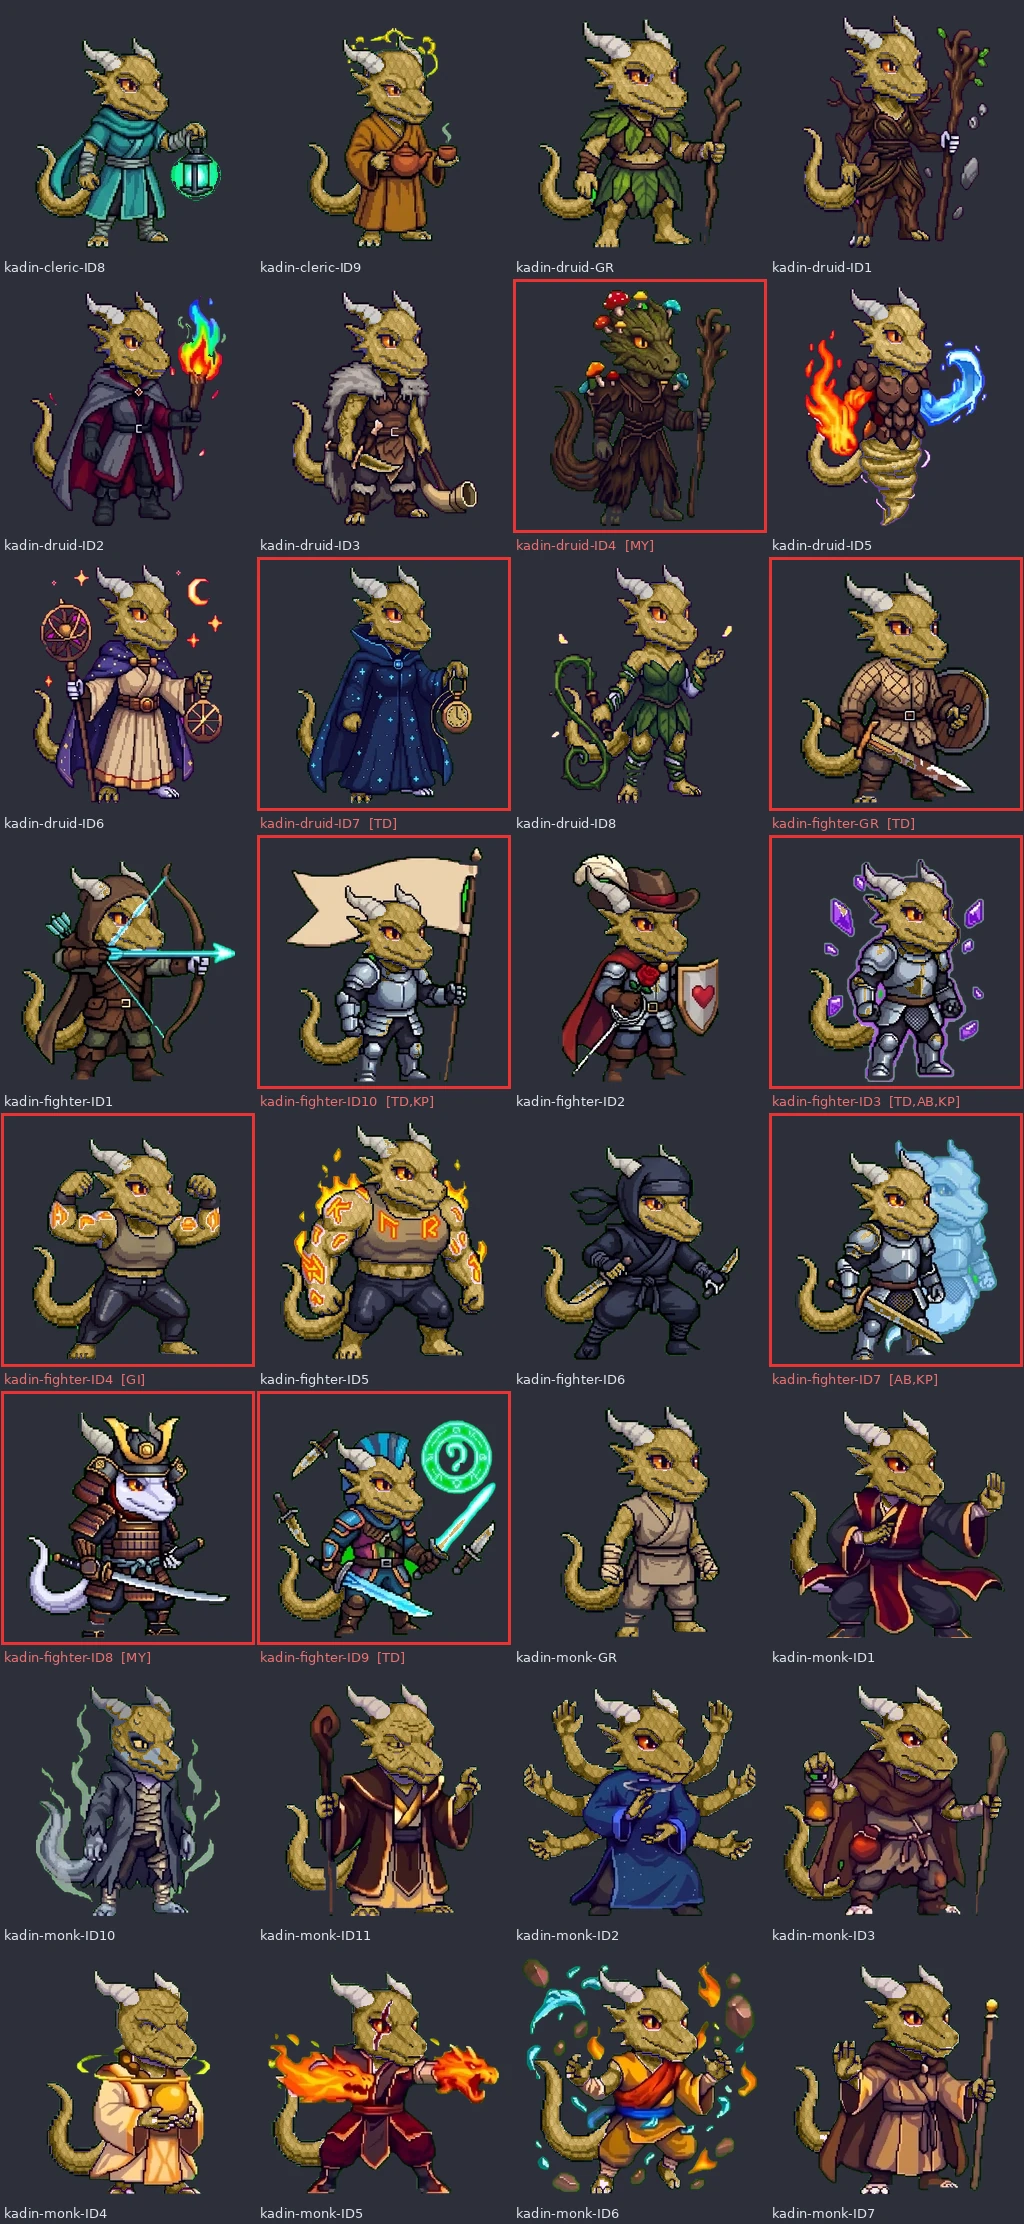 kadin-cleric-ID8
kadin-cleric-ID9
kadin-druid-GR
kadin-druid-ID1
kadin-druid-ID2
kadin-druid-ID3
kadin-druid-ID4 [MY]
kadin-druid-ID5
kadin-druid-ID6
kadin-druid-ID7 [TD]
kadin-druid-ID8
kadin-fighter-GR [TD]
kadin-fighter-ID1
kadin-fighter-ID10 [TD,KP]
kadin-fighter-ID2
kadin-fighter-ID3 [TD,AB,KP]
kadin-fighter-ID4 [GI]
kadin-fighter-ID5
kadin-fighter-ID6
kadin-fighter-ID7 [AB,KP]
?
kadin-fighter-ID8 [MY]
kadin-fighter-ID9 [TD]
kadin-monk-GR
kadin-monk-ID1
kadin-monk-ID10
kadin-monk-ID11
kadin-monk-ID2
kadin-monk-ID3
kadin-monk-ID4
kadin-monk-ID5
kadin-monk-ID6
kadin-monk-ID7